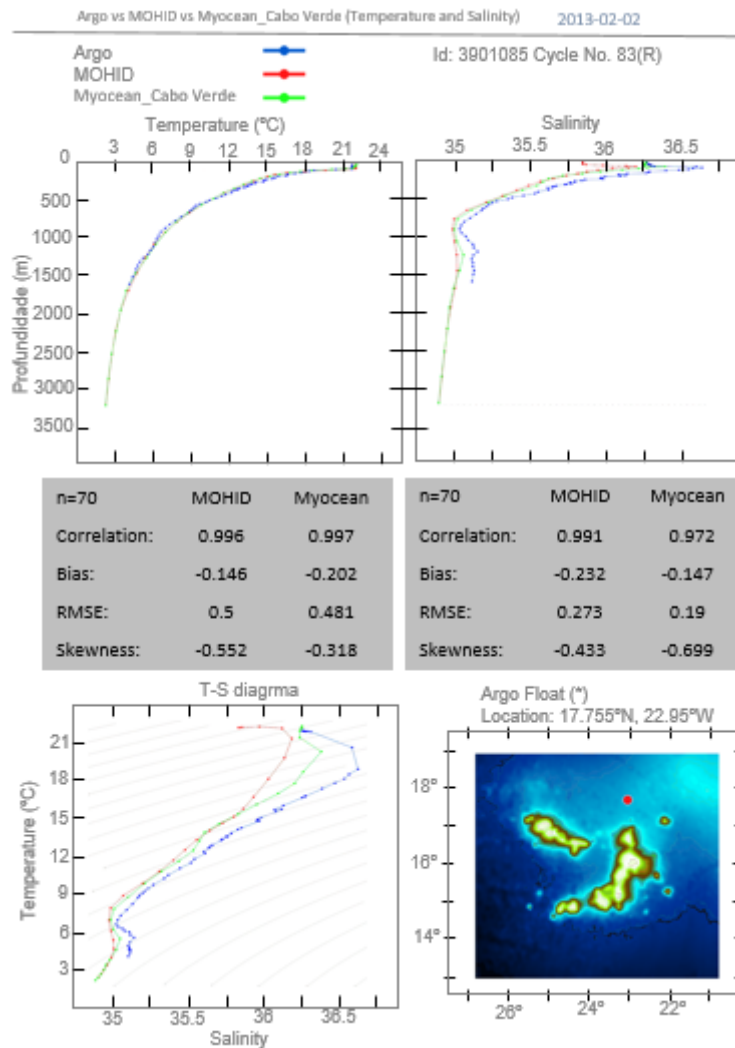 Argo vs MOHID vs Myocean_Cabo Verde (Temperature and Salinity) 2013-02-02
Argo
MOHID
Myocean_Cabo Verde
Id: 3901085 Cycle No. 83(R)
Temperature (ºC)
3 6 9 12 15 18 21 24
Profundidade (m)
0
500
1000
1500
2000
2500
3000
3500
Salinity
35 35.5 36 36.5
n=70 MOHID Myocean
Correlation: 0.996 0.997
Bias: -0.146 -0.202
RMSE: 0.5 0.481
Skewness: -0.552 -0.318
n=70 MOHID Myocean
Correlation: 0.991 0.972
Bias: -0.232 -0.147
RMSE: 0.273 0.19
Skewness: -0.433 -0.699
T-S diagrma
Temperature (ºC)
21
18
15
12
9
6
3
35 35.5 36 36.5
Salinity
Argo Float (*)
Location: 17.755ºN, 22.95ºW
18º
16º
14º
26º 24º 22º